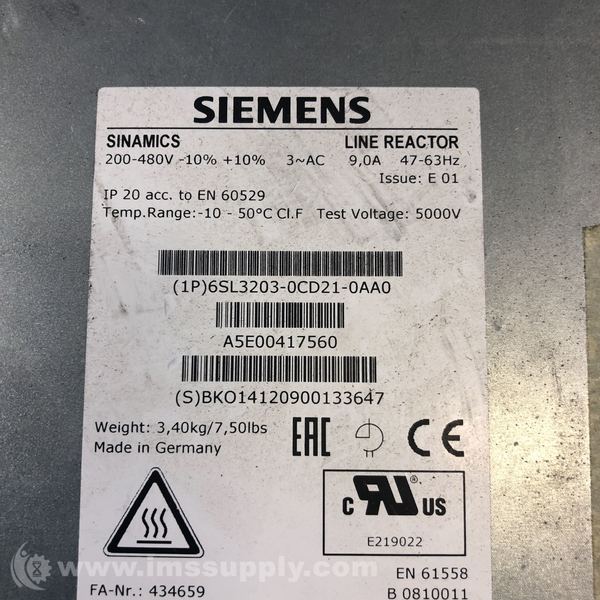 SIEMENS
SINAMICS LINE REACTOR
200-480V -10% +10% 3~AC 9,0A 47-63Hz
Issue: E 01
IP 20 acc. to EN 60529
Temp.Range:-10 - 50°C Cl.F Test Voltage: 5000V
(1P)6SL3203-0CD21-0AA0
A5E00417560
(S)BKO14120900133647
Weight: 3,40kg/7,50lbs
Made in Germany
EAC CE
c RU US
E219022
EN 61558
FA-Nr.: 434659 B 0810011
www.imssupply.com